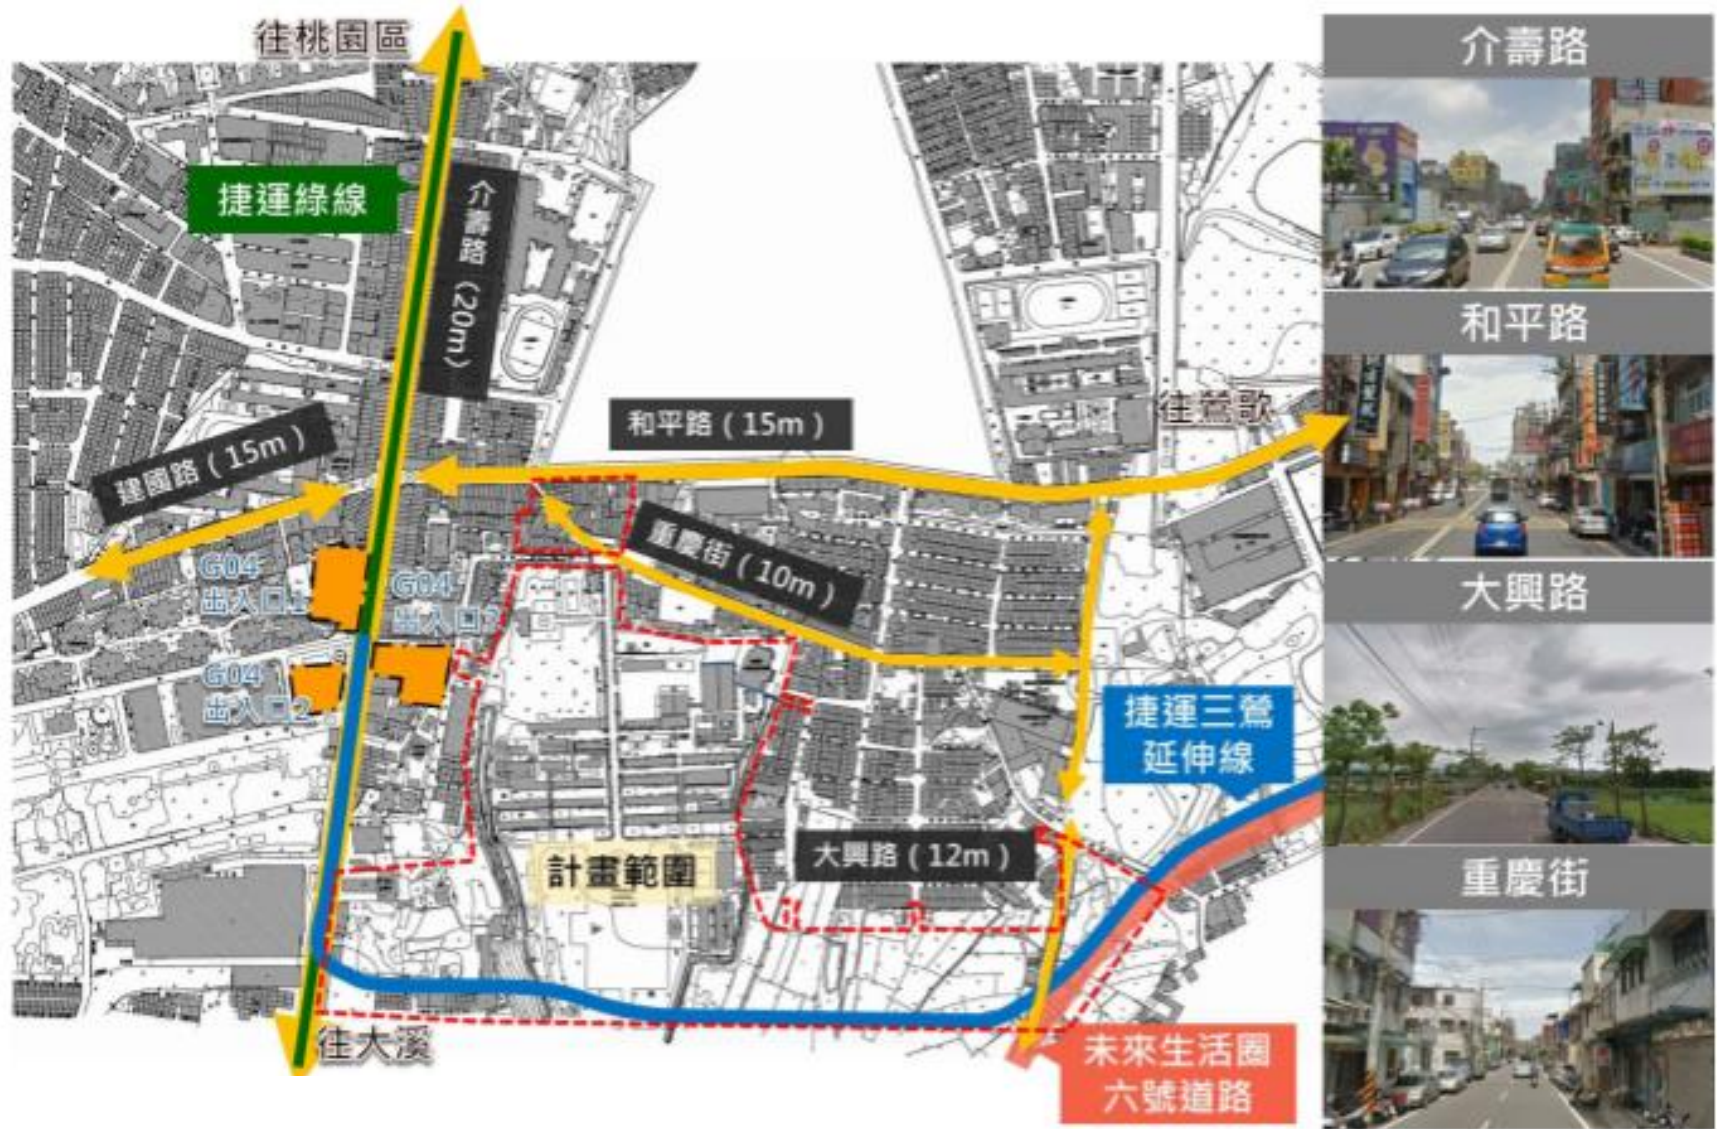 往桃園區
捷運綠線
介壽路(20m)
建國路(15m)
和平路(15m)
往鶯歌
重慶街(10m)
G04
出入口1
G04
出入口3
G04
出入口2
捷運三鶯
延伸線
大興路(12m)
計畫範圍
往大溪
未來生活圈
六號道路
介壽路
和平路
大興路
重慶街